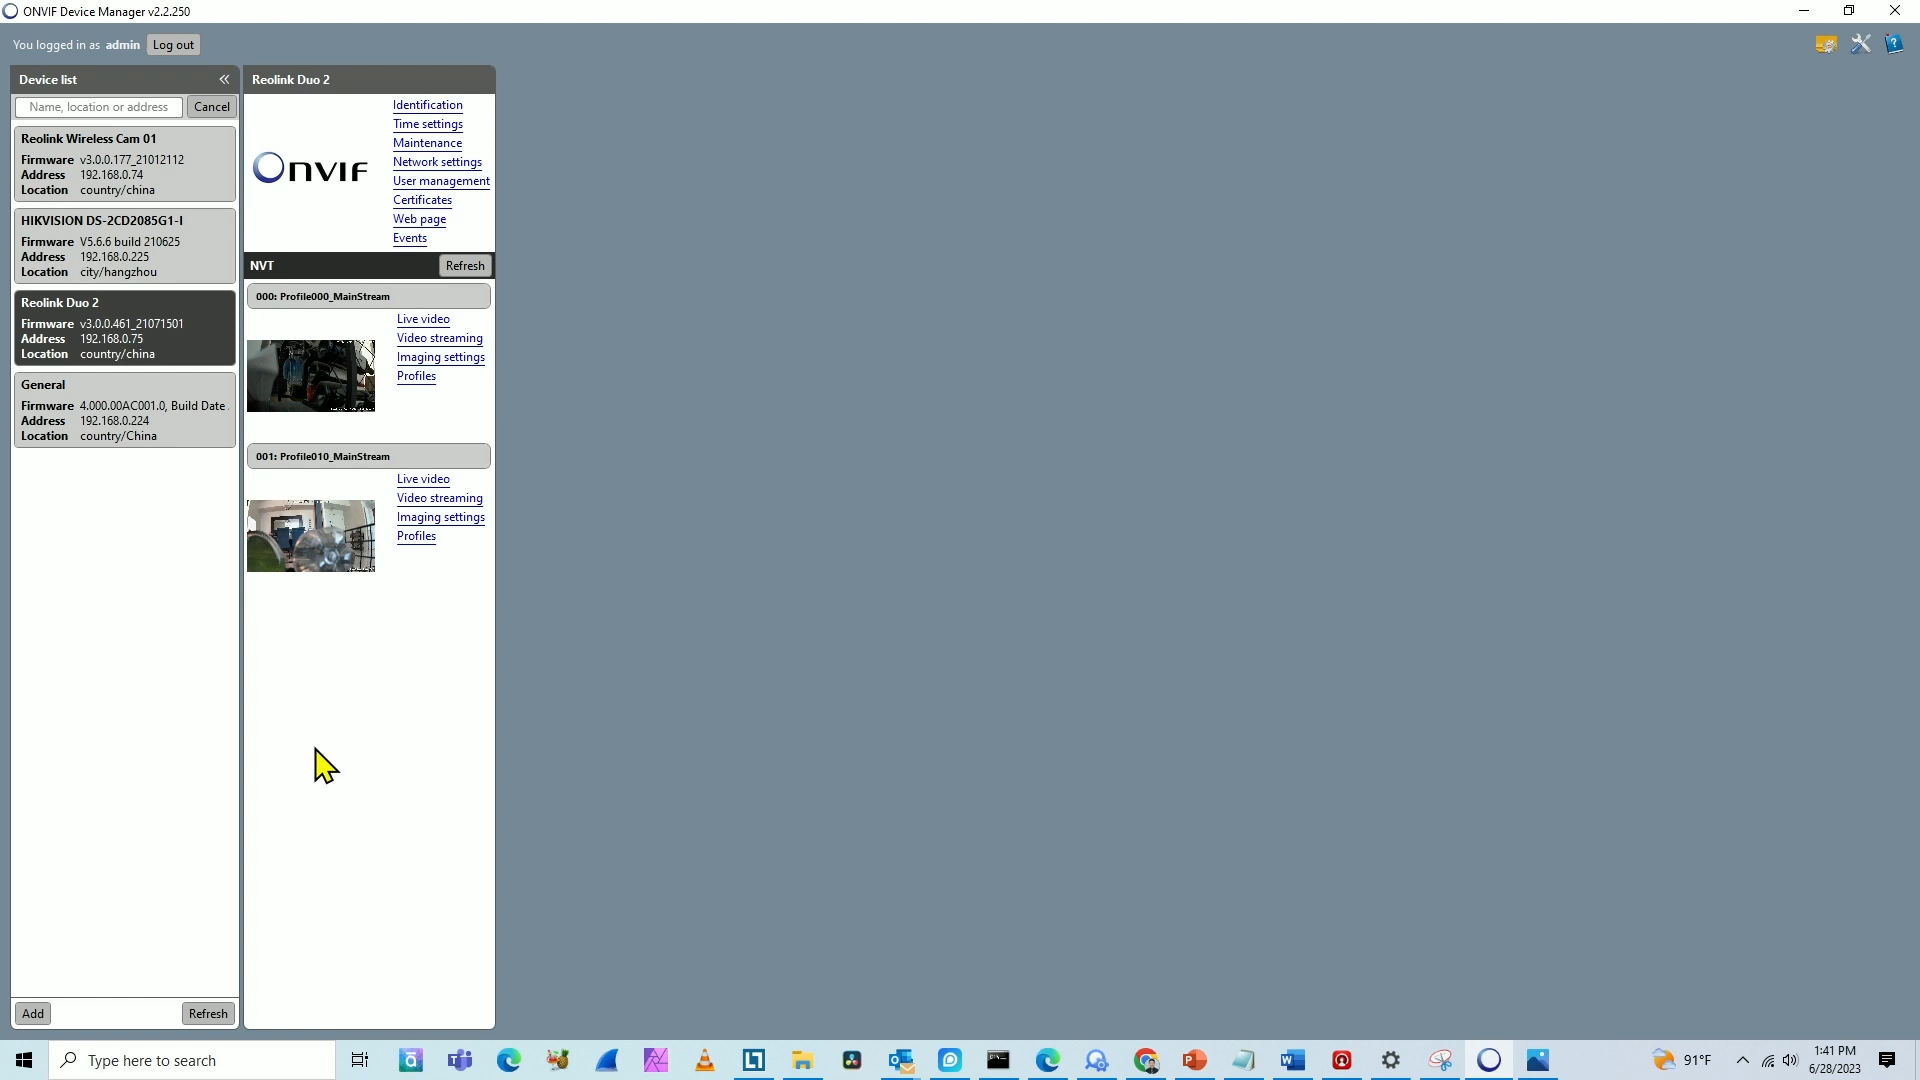 ONVIF Device Manager v2.2.250
You logged in as admin Log out
Device list
Name, location or address Cancel
Reolink Wireless Cam 01
Firmware v3.0.0.177_21012112
Address 192.168.0.74
Location country/china
HIKVISION DS-2CD2085G1-I
Firmware V5.6.6 build 210625
Address 192.168.0.225
Location city/hangzhou
Reolink Duo 2
Firmware v3.0.0.461_21071501
Address 192.168.0.75
Location country/china
General
Firmware 4.000.00AC001.0, Build Date
Address 192.168.0.224
Location country/China
Add Refresh
Reolink Duo 2
ONVIF
Identification
Time settings
Maintenance
Network settings
User management
Certificates
Web page
Events
NVT Refresh
000: Profile000_MainStream
Live video
Video streaming
Imaging settings
Profiles
001: Profile010_MainStream
Live video
Video streaming
Imaging settings
Profiles
Type here to search
91°F
1:41 PM
6/28/2023